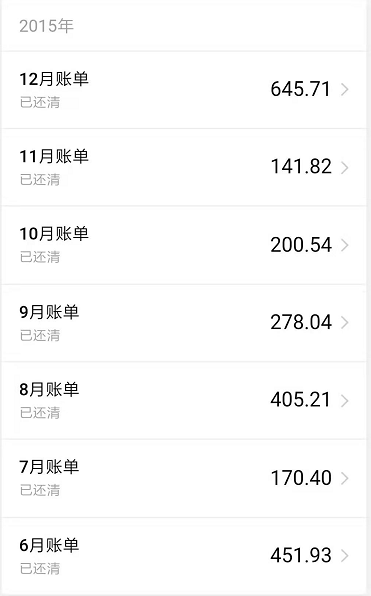 2015年
12月账单
645.71
已还清
11月账单
141.82
已还清
10月账单
200.54
已还清
9月账单
278.04
已还清
8月账单
405.21
已还清
7月账单
170.40
已还清
6月账单
451.93
已还清